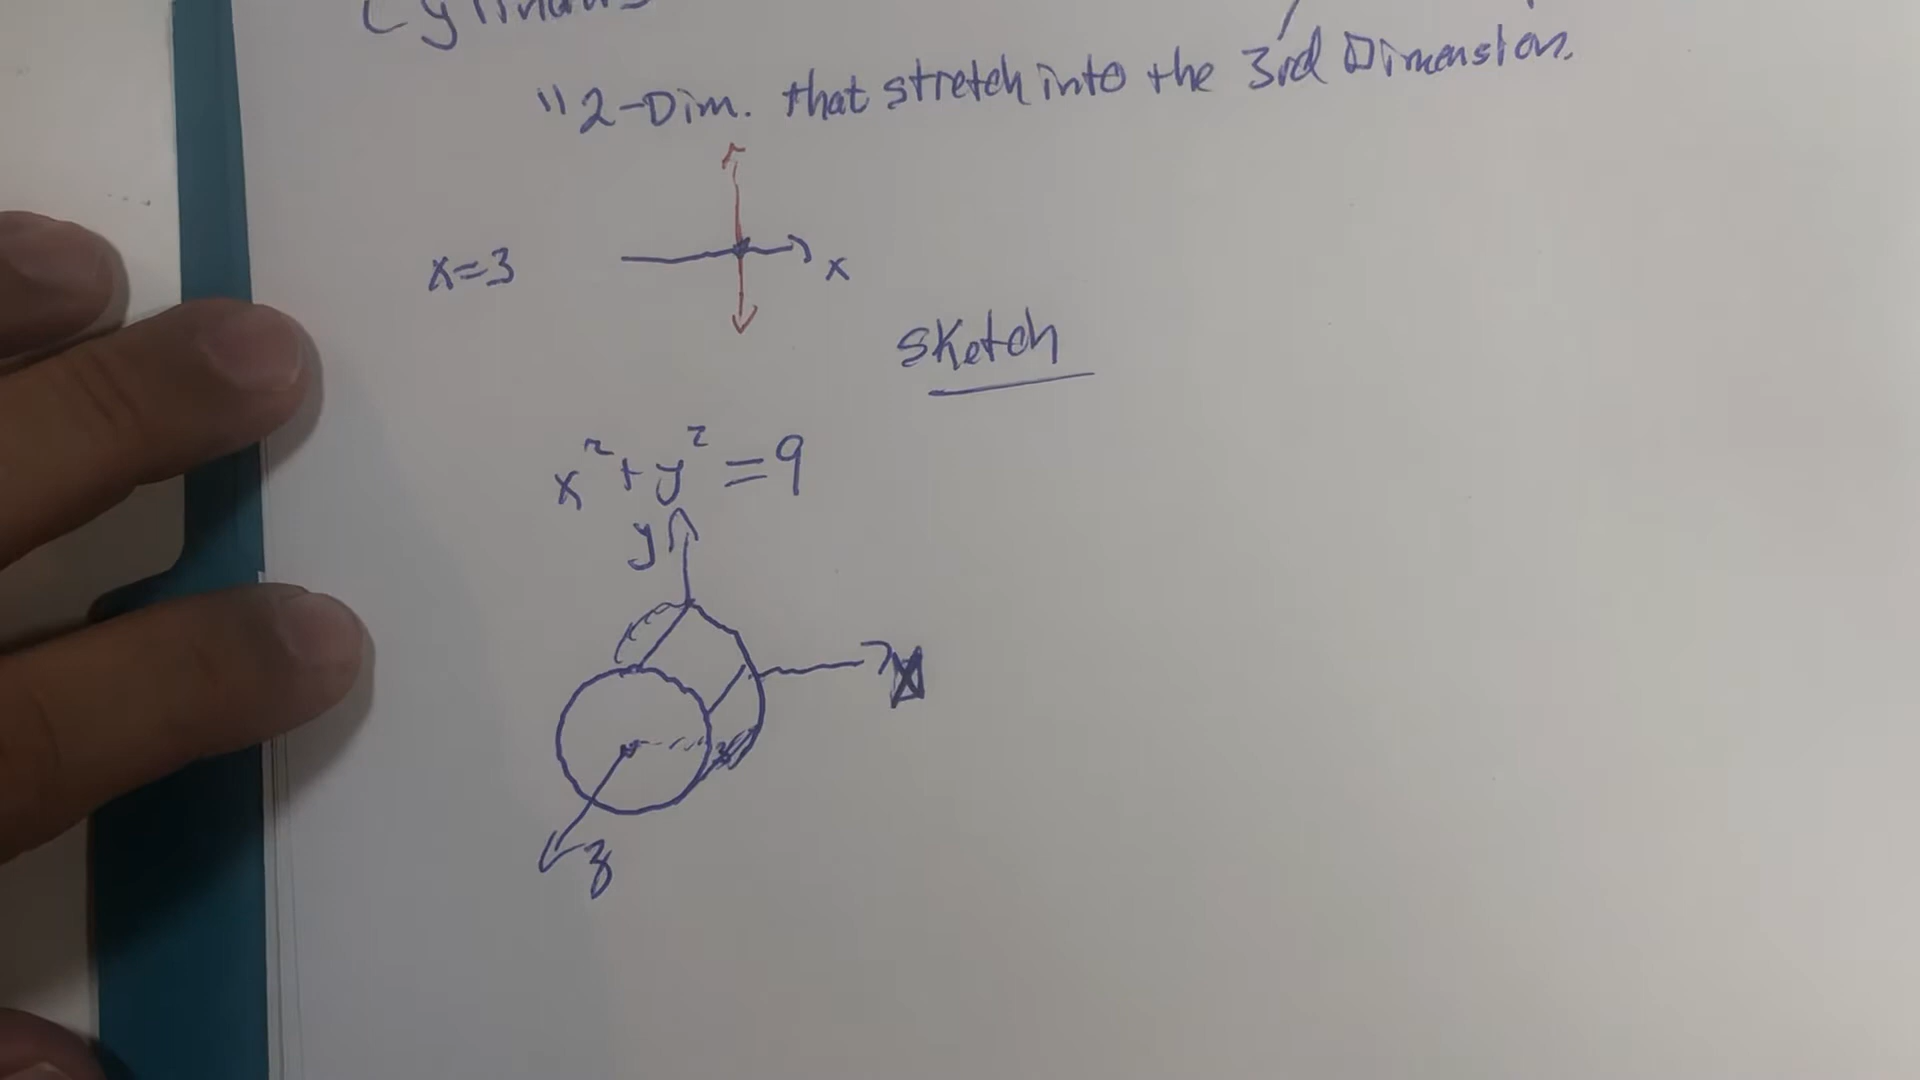 "2-Dim. that stretch into the 3rd Dimension.
x=3
x
sketch
x² + y² = 9
y
x
z